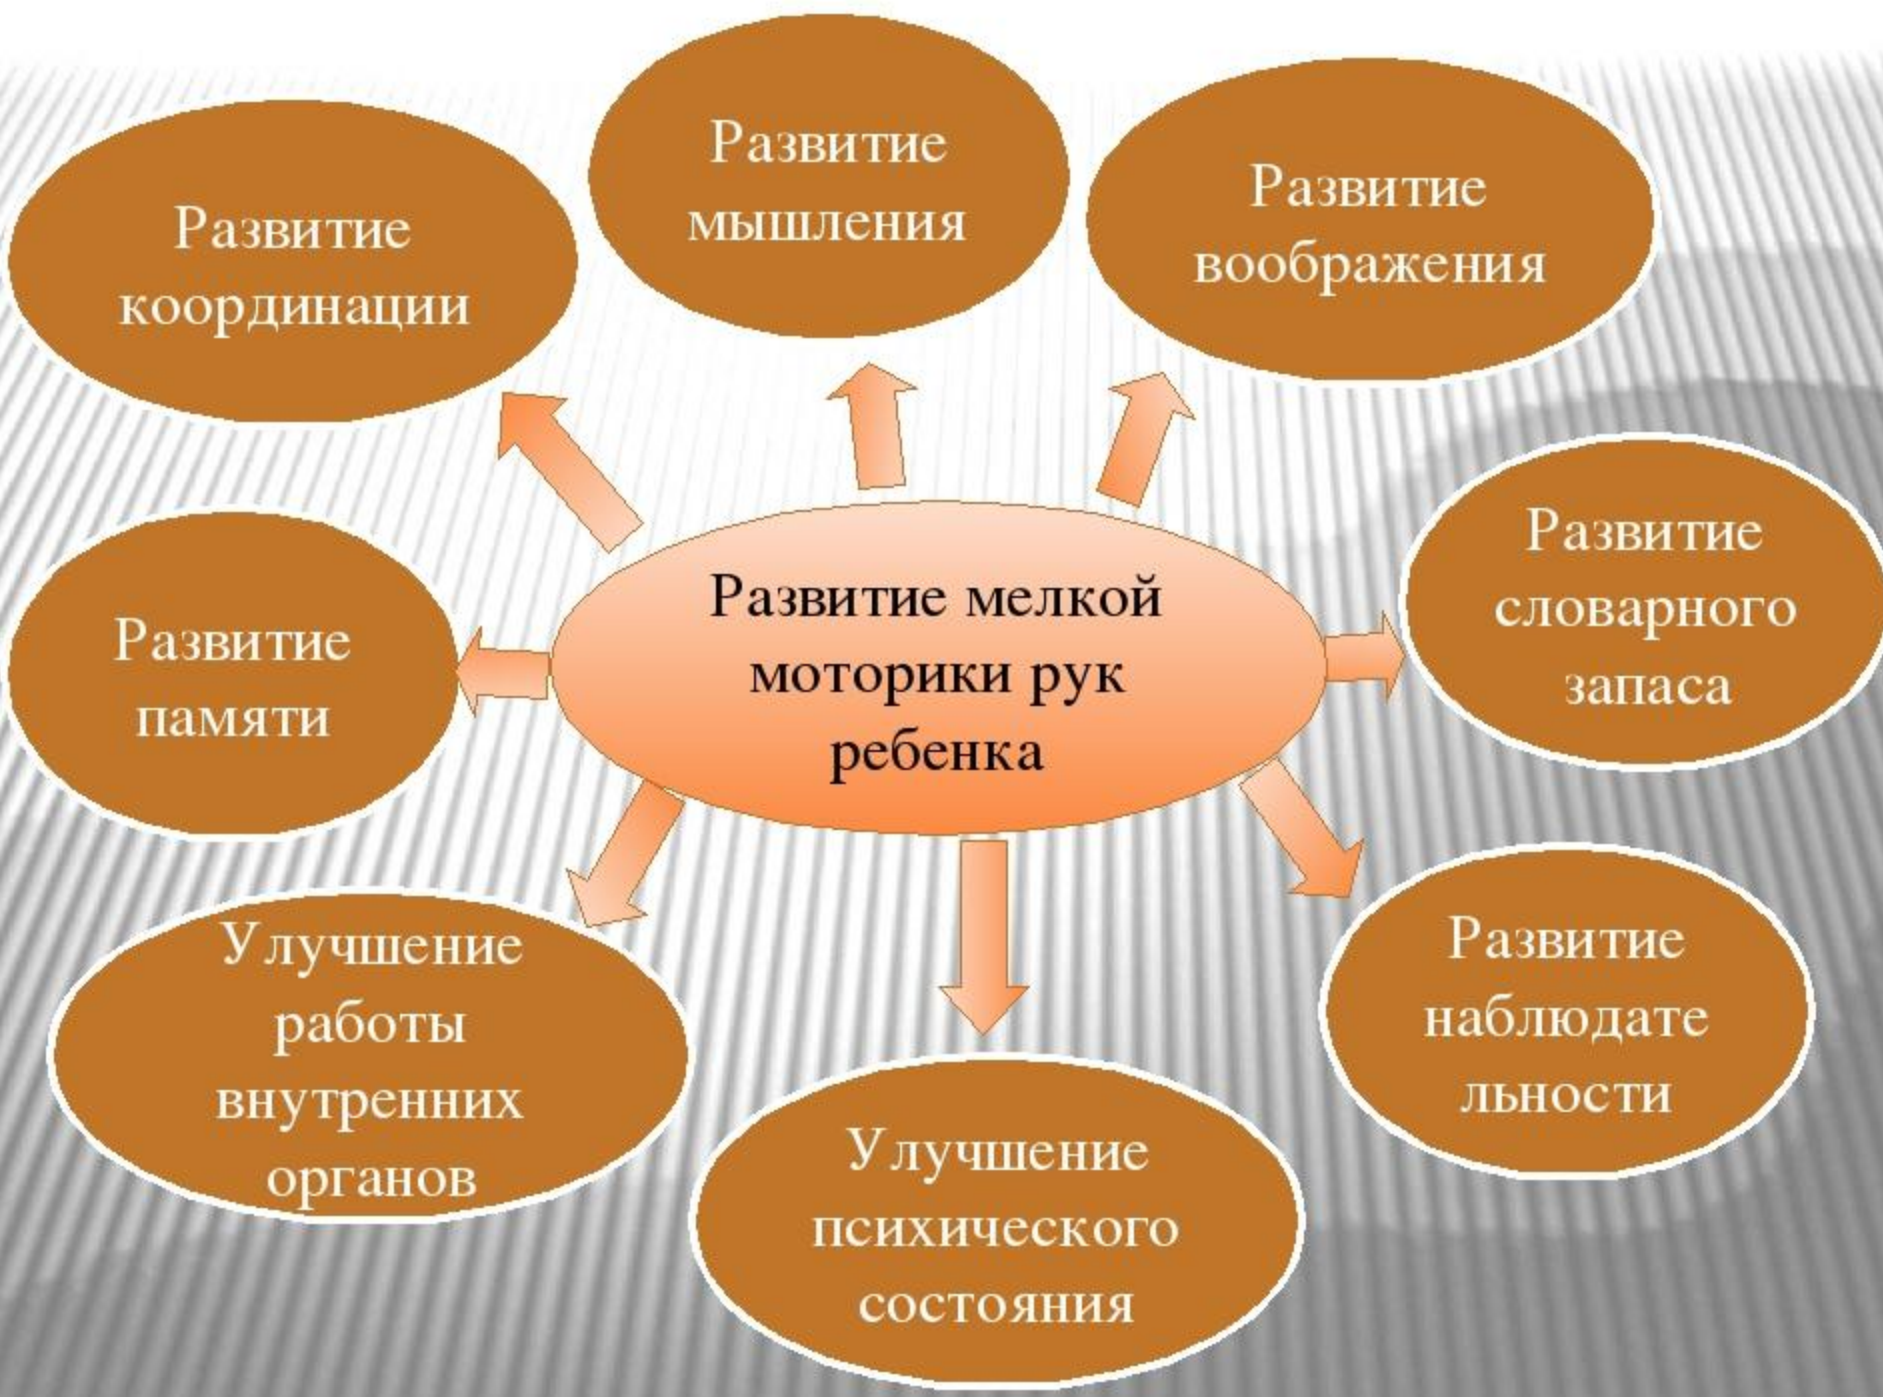 Развитие
мышления
Развитие
воображения
Развитие
координации
Развитие
словарного
запаса
Развитие мелкой
моторики рук
ребенка
Развитие
памяти
Развитие
наблюдате
льности
Улучшение
работы
внутренних
органов
Улучшение
психического
состояния